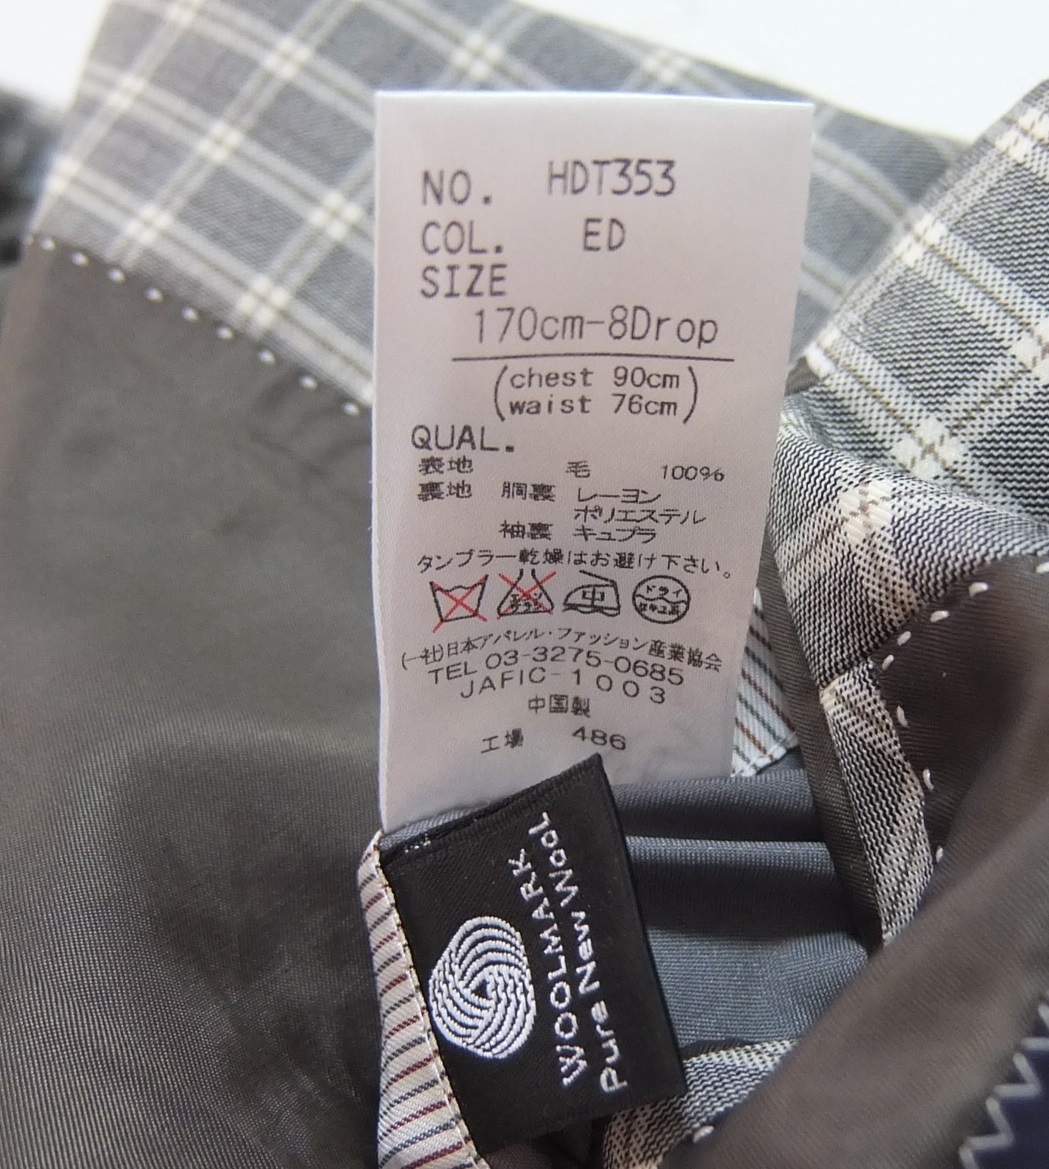 NO. HDT353
COL. ED
SIZE
170cm-8Drop
(chest 90cm)
(waist 76cm)
QUAL.
表地 毛 100%
裏地 胴裏 レーヨン
ポリエステル
袖裏 キュプラ
タンブラー乾燥はお避け下さい。
中 ドライ
(一社)日本アパレル・ファッション産業協会
TEL 03-3275-0685
JAFIC-1003
中国製
工場 486
WOOLMARK
Pure New Wool